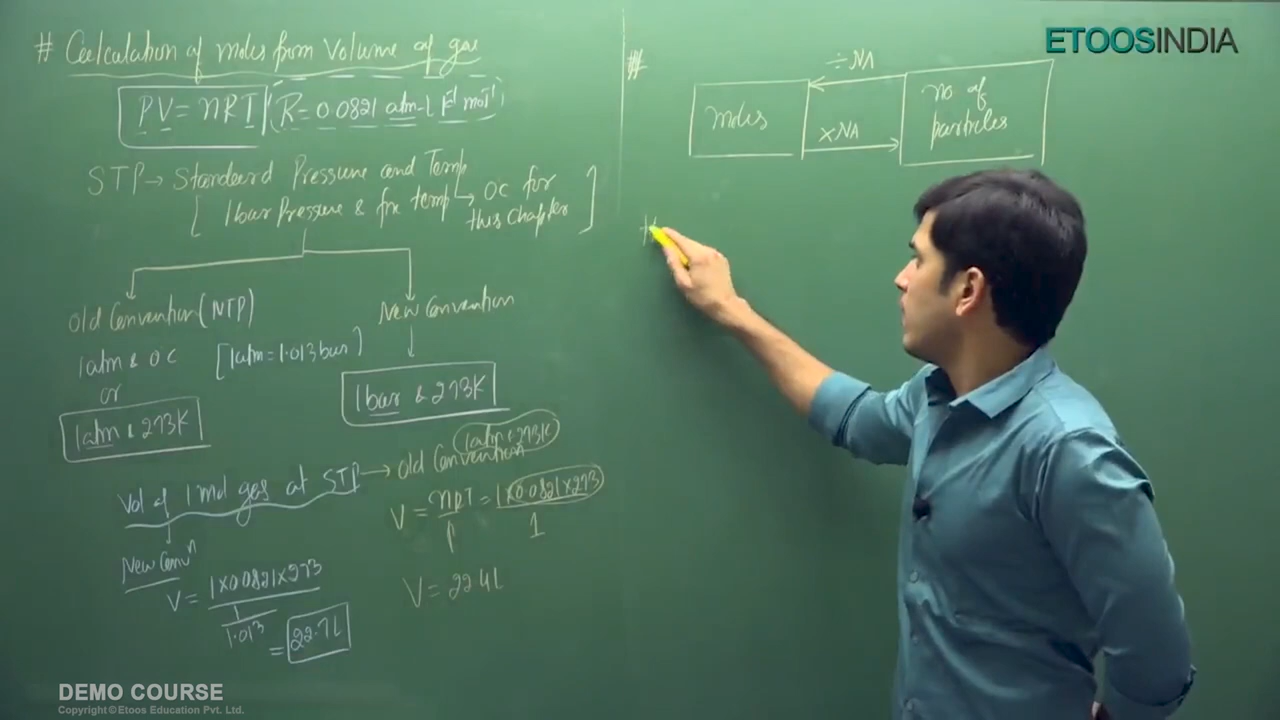 # Calculation of moles from Volume of gas
PV = nRT (R = 0.0821 atm-L K⁻¹ mol⁻¹)
STP → Standard Pressure and Temp
[ 1 bar Pressure & fix temp → 0C for this chapter ]
Old Convention (NTP)
1 atm & 0C [1 atm = 1.013 bar]
or
1 atm & 273K
New Convention
1 bar & 273K
Vol of 1 mol gas at STP → Old Convention
1 atm & 273K
V = nRT/P = 1×0.0821×273/1
V = 22.4L
New Convⁿ
V = 1×0.0821×273
1/1.013
= 22.7L
#
moles
÷NA
×NA
no of particles
ETOOSINDIA
DEMO COURSE
Copyright © Etoos Education Pvt. Ltd.